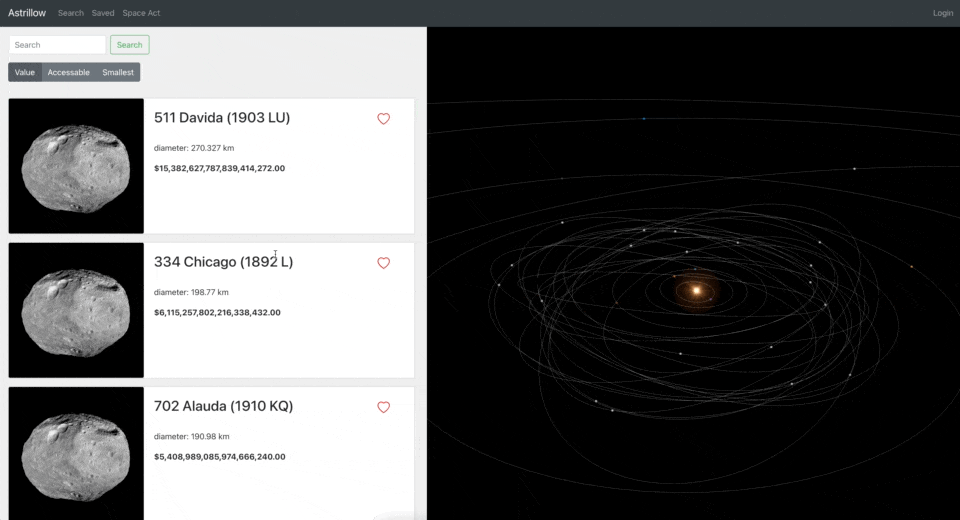 Astrillow Search Saved Space Act Login
Search Search
Value Accessable Smallest
511 Davida (1903 LU)
diameter: 270.327 km
$15,382,627,787,839,414,272.00
334 Chicago (1892 L)
diameter: 198.77 km
$6,115,257,802,216,338,432.00
702 Alauda (1910 KQ)
diameter: 190.98 km
$5,408,989,085,974,666,240.00